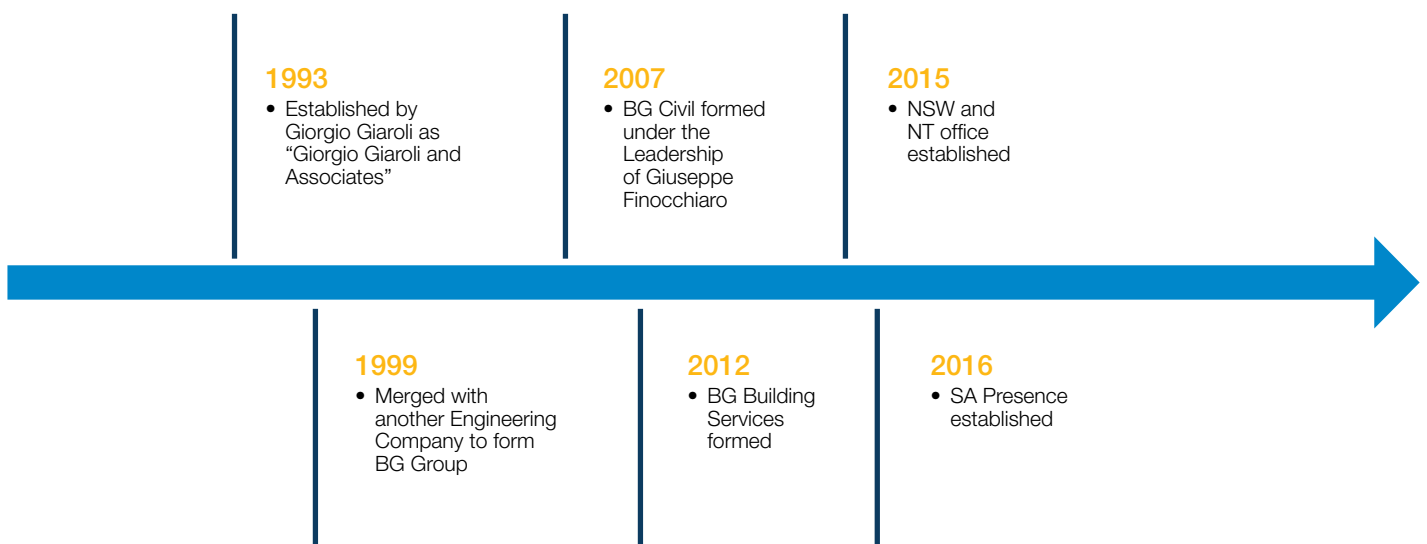 1993
• Established by
Giorgio Giaroli as
“Giorgio Giaroli and
Associates”
2007
• BG Civil formed
under the
Leadership
of Giuseppe
Finocchiaro
2015
• NSW and
NT office
established
1999
• Merged with
another Engineering
Company to form
BG Group
2012
• BG Building
Services
formed
2016
• SA Presence
established